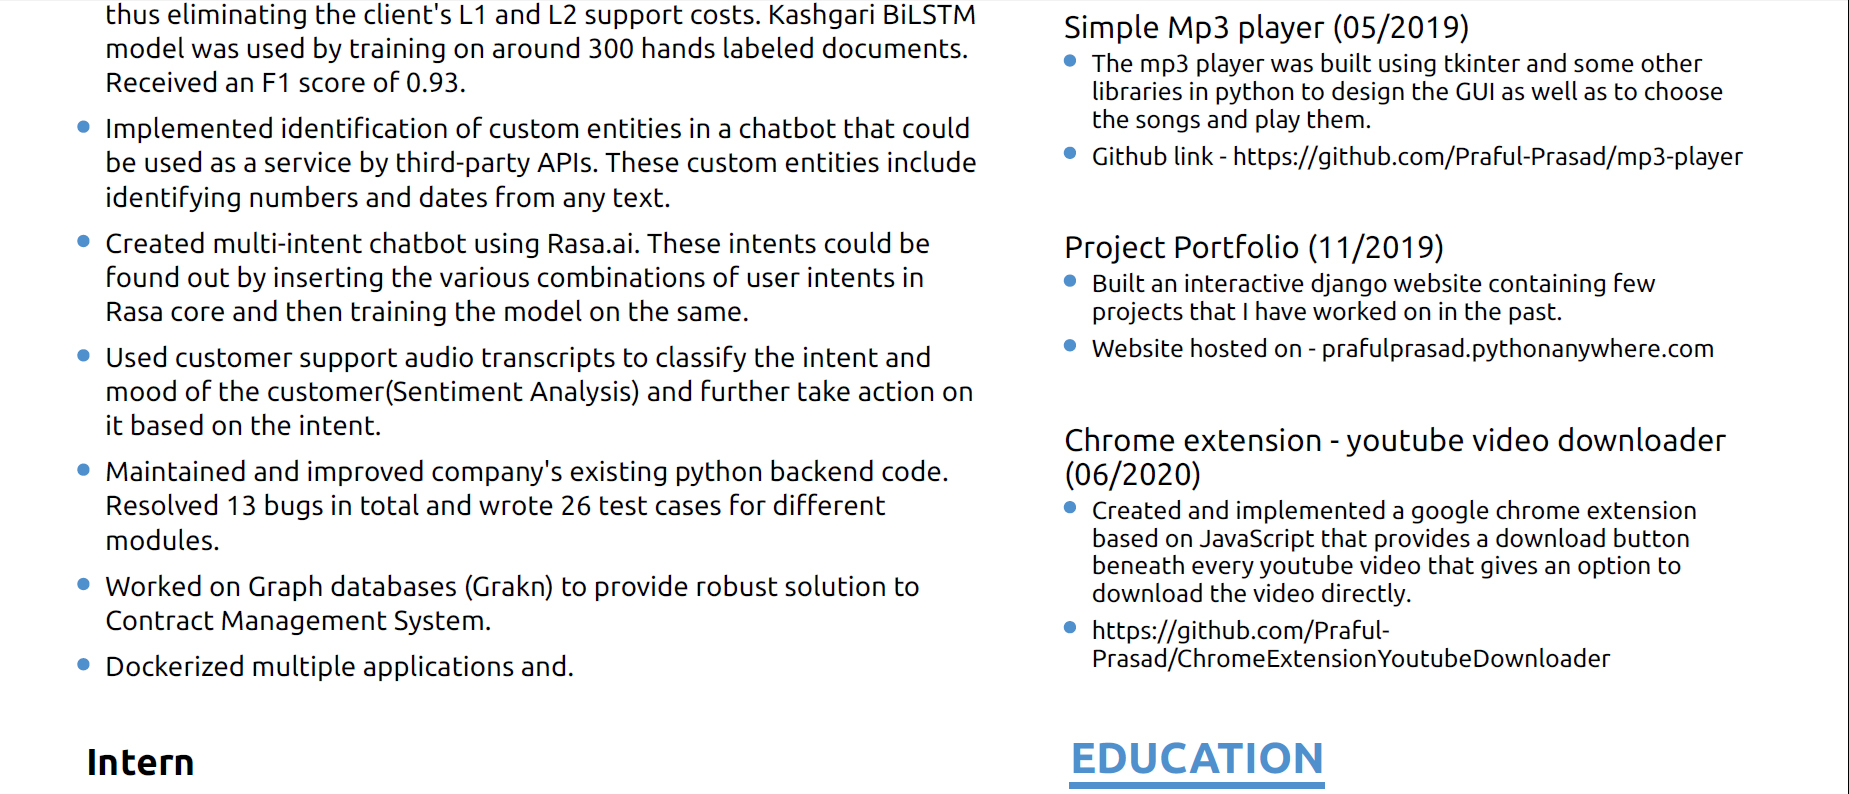 thus eliminating the client's L1 and L2 support costs. Kashgari BiLSTM
model was used by training on around 300 hands labeled documents.
Received an F1 score of 0.93.
Implemented identification of custom entities in a chatbot that could
be used as a service by third-party APIs. These custom entities include
identifying numbers and dates from any text.
Created multi-intent chatbot using Rasa.ai. These intents could be
found out by inserting the various combinations of user intents in
Rasa core and then training the model on the same.
Used customer support audio transcripts to classify the intent and
mood of the customer(Sentiment Analysis) and further take action on
it based on the intent.
Maintained and improved company's existing python backend code.
Resolved 13 bugs in total and wrote 26 test cases for different
modules.
Worked on Graph databases (Grakn) to provide robust solution to
Contract Management System.
Dockerized multiple applications and.
Intern
Simple Mp3 player (05/2019)
The mp3 player was built using tkinter and some other
libraries in python to design the GUI as well as to choose
the songs and play them.
Github link - https://github.com/Praful-Prasad/mp3-player
Project Portfolio (11/2019)
Built an interactive django website containing few
projects that I have worked on in the past.
Website hosted on - prafulprasad.pythonanywhere.com
Chrome extension - youtube video downloader
(06/2020)
Created and implemented a google chrome extension
based on JavaScript that provides a download button
beneath every youtube video that gives an option to
download the video directly.
https://github.com/Praful-
Prasad/ChromeExtensionYoutubeDownloader
EDUCATION